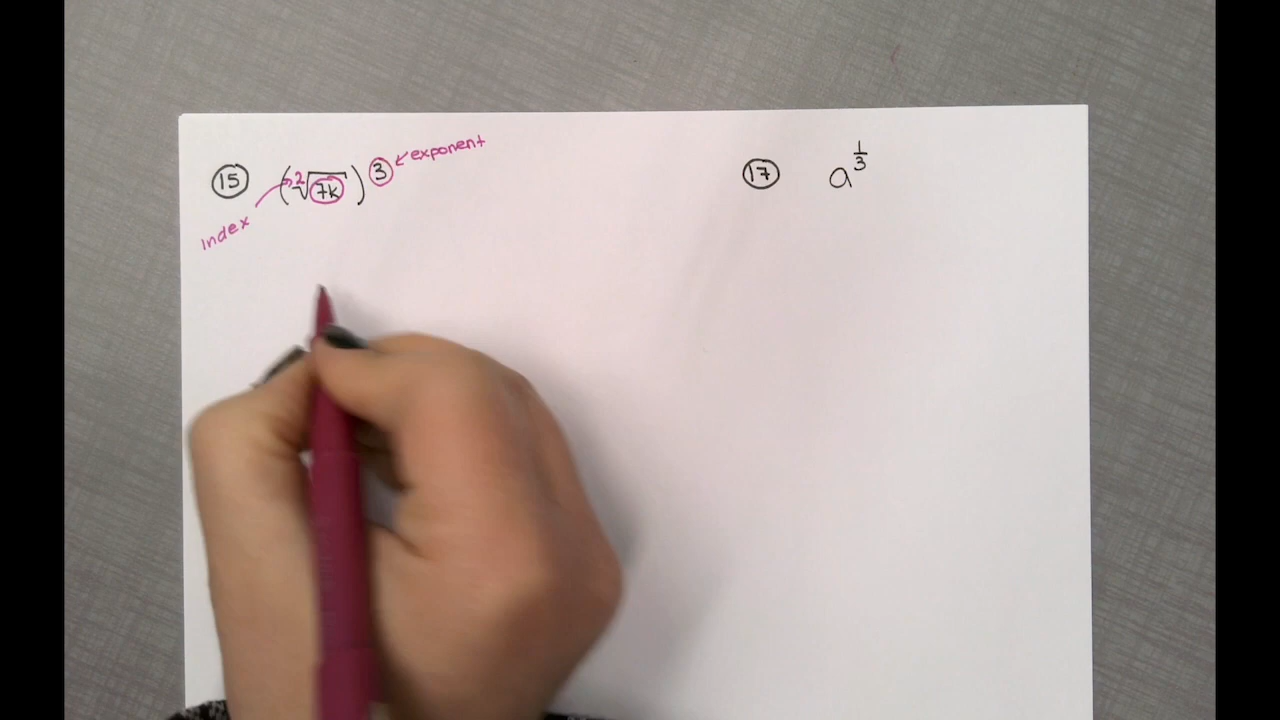 15 (²√7k)³ ← exponent
index
17 a^(1/3)